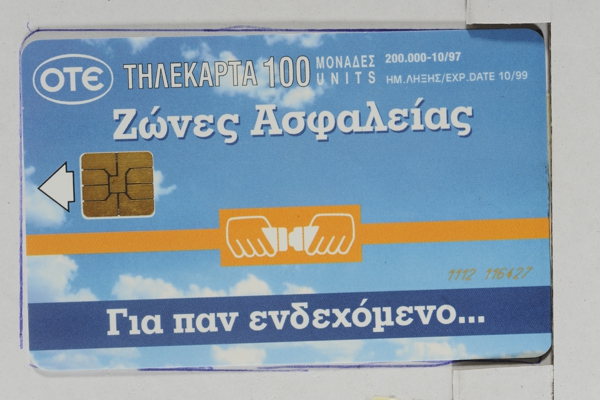 OTE
ΤΗΛΕΚΑΡΤΑ 100 ΜΟΝΑΔΕΣ UNITS
200.000-10/97
ΗΜ.ΛΗΞΗΣ/EXP.DATE 10/99
Ζώνες Ασφαλείας
1112 116427
Για παν ενδεχόμενο...